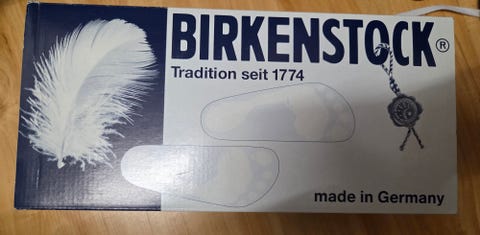 BIRKENSTOCK®
Tradition seit 1774
made in Germany